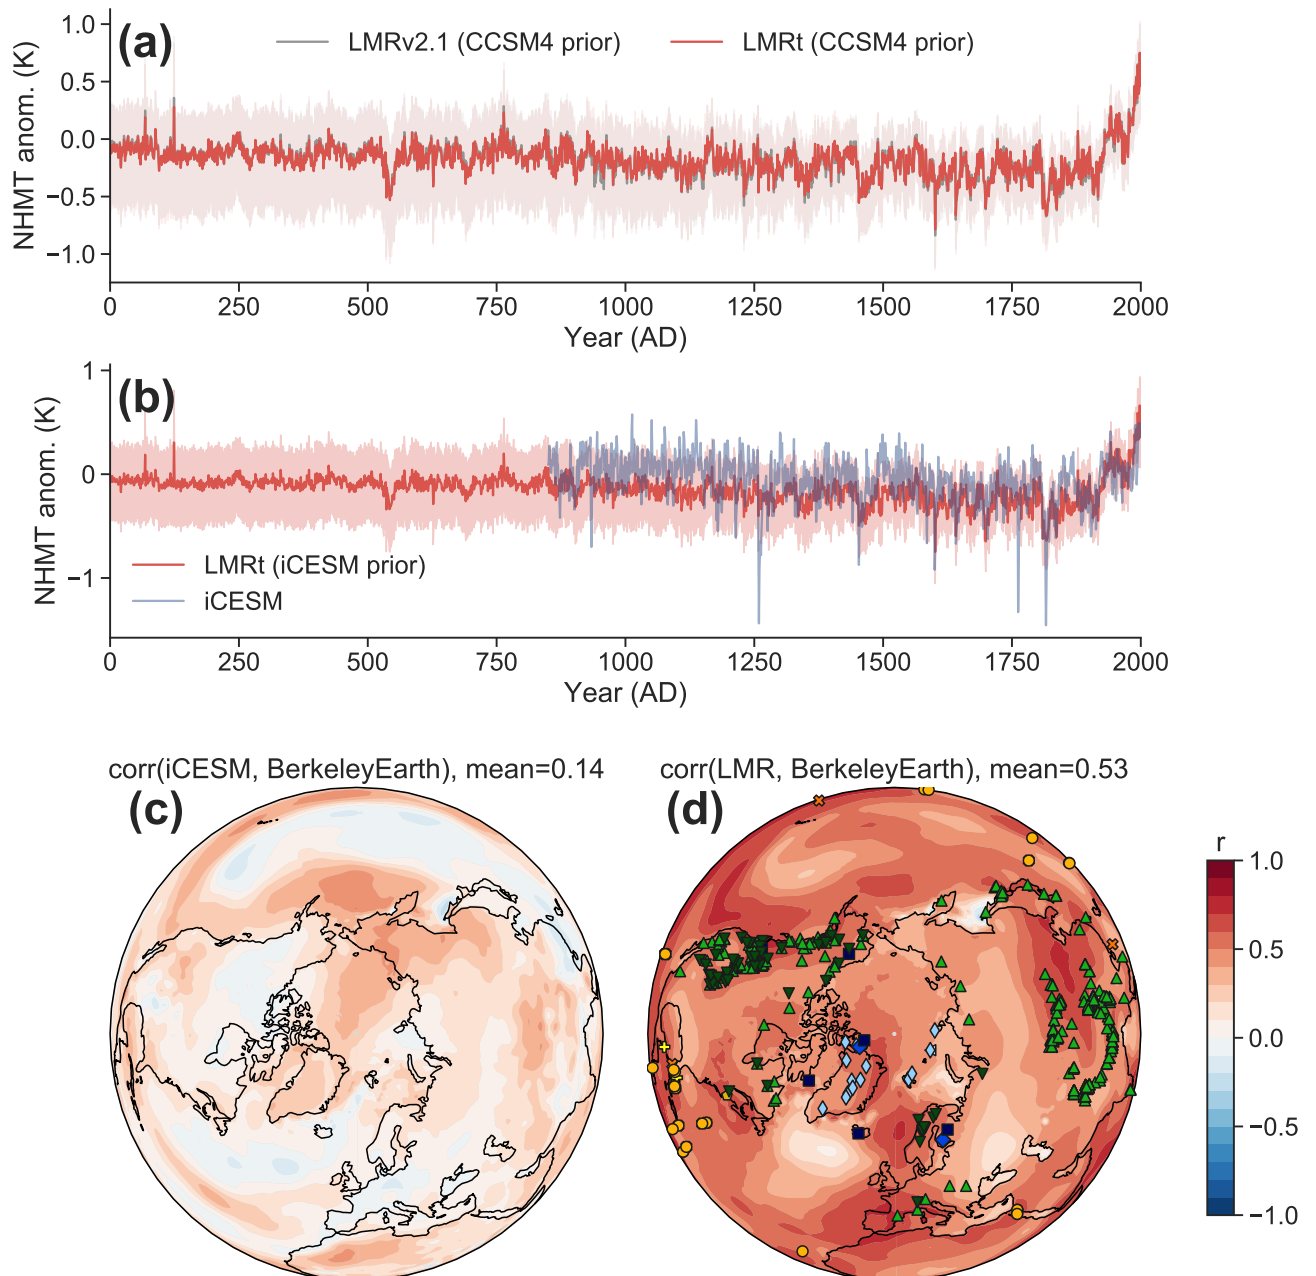 (a)
LMRv2.1 (CCSM4 prior)
LMRt (CCSM4 prior)
NHMT anom. (K)
1.0
0.5
0.0
−0.5
−1.0
0 250 500 750 1000 1250 1500 1750 2000
Year (AD)
(b)
NHMT anom. (K)
1
0
−1
LMRt (iCESM prior)
iCESM
0 250 500 750 1000 1250 1500 1750 2000
Year (AD)
corr(iCESM, BerkeleyEarth), mean=0.14
(c)
corr(LMR, BerkeleyEarth), mean=0.53
(d)
r
1.0
0.5
0.0
−0.5
−1.0